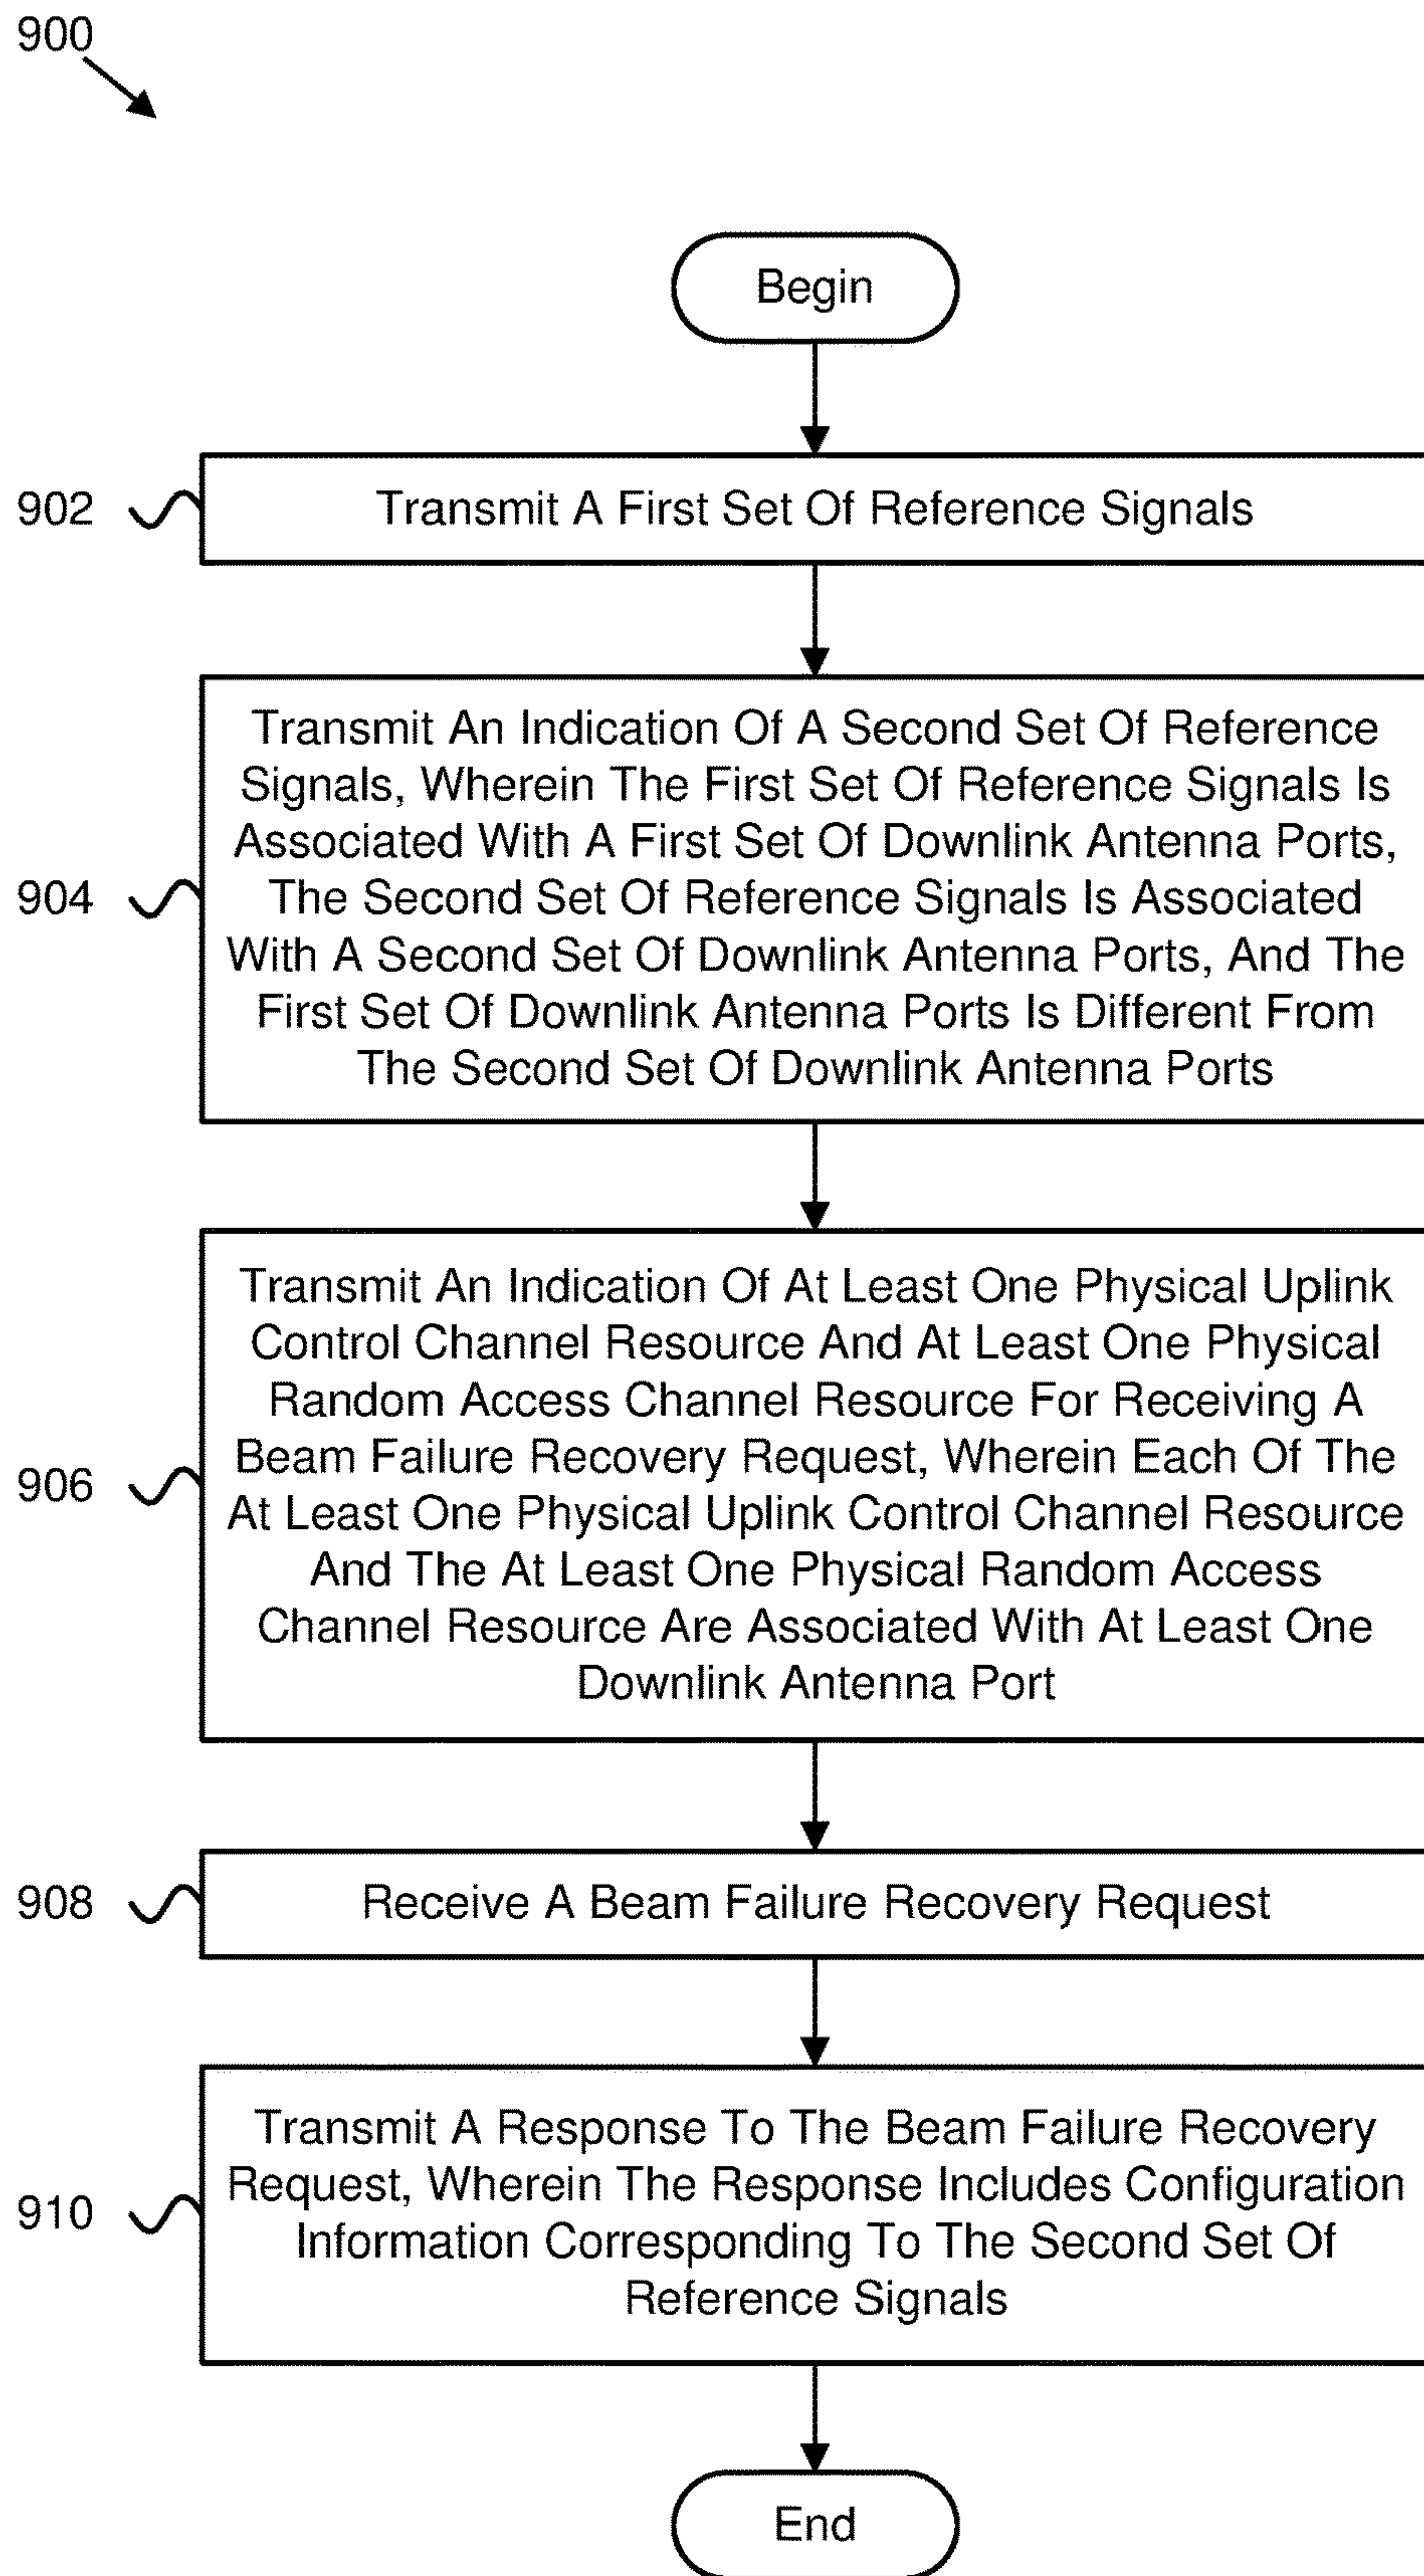 900
Begin
902
Transmit A First Set Of Reference Signals
904
Transmit An Indication Of A Second Set Of Reference
Signals, Wherein The First Set Of Reference Signals Is
Associated With A First Set Of Downlink Antenna Ports,
The Second Set Of Reference Signals Is Associated
With A Second Set Of Downlink Antenna Ports, And The
First Set Of Downlink Antenna Ports Is Different From
The Second Set Of Downlink Antenna Ports
906
Transmit An Indication Of At Least One Physical Uplink
Control Channel Resource And At Least One Physical
Random Access Channel Resource For Receiving A
Beam Failure Recovery Request, Wherein Each Of The
At Least One Physical Uplink Control Channel Resource
And The At Least One Physical Random Access
Channel Resource Are Associated With At Least One
Downlink Antenna Port
908
Receive A Beam Failure Recovery Request
910
Transmit A Response To The Beam Failure Recovery
Request, Wherein The Response Includes Configuration
Information Corresponding To The Second Set Of
Reference Signals
End